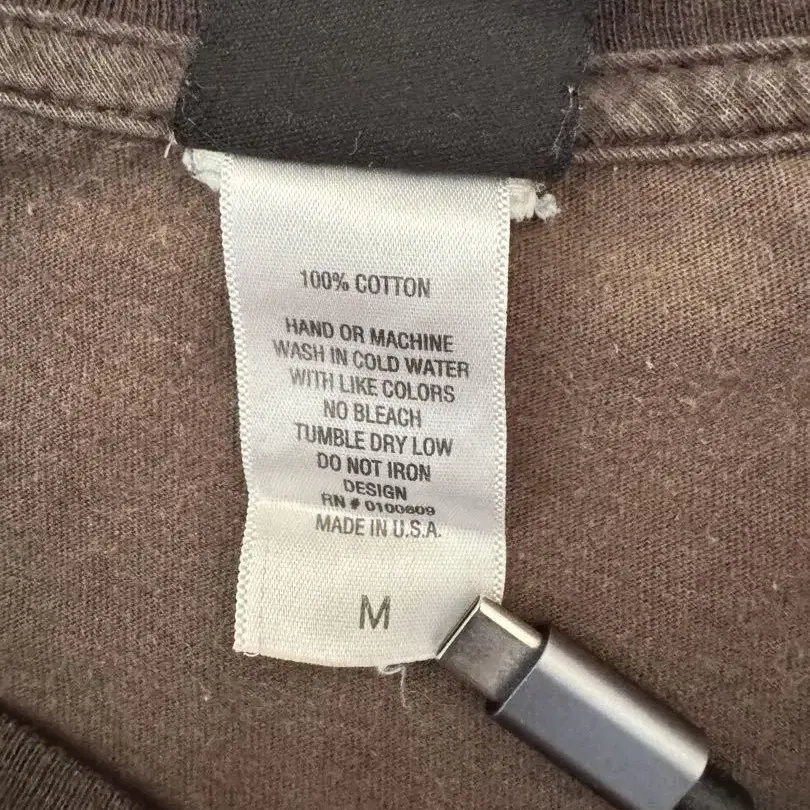 100% COTTON
HAND OR MACHINE
WASH IN COLD WATER
WITH LIKE COLORS
NO BLEACH
TUMBLE DRY LOW
DO NOT IRON
DESIGN
RN # 0100809
MADE IN U.S.A.
M